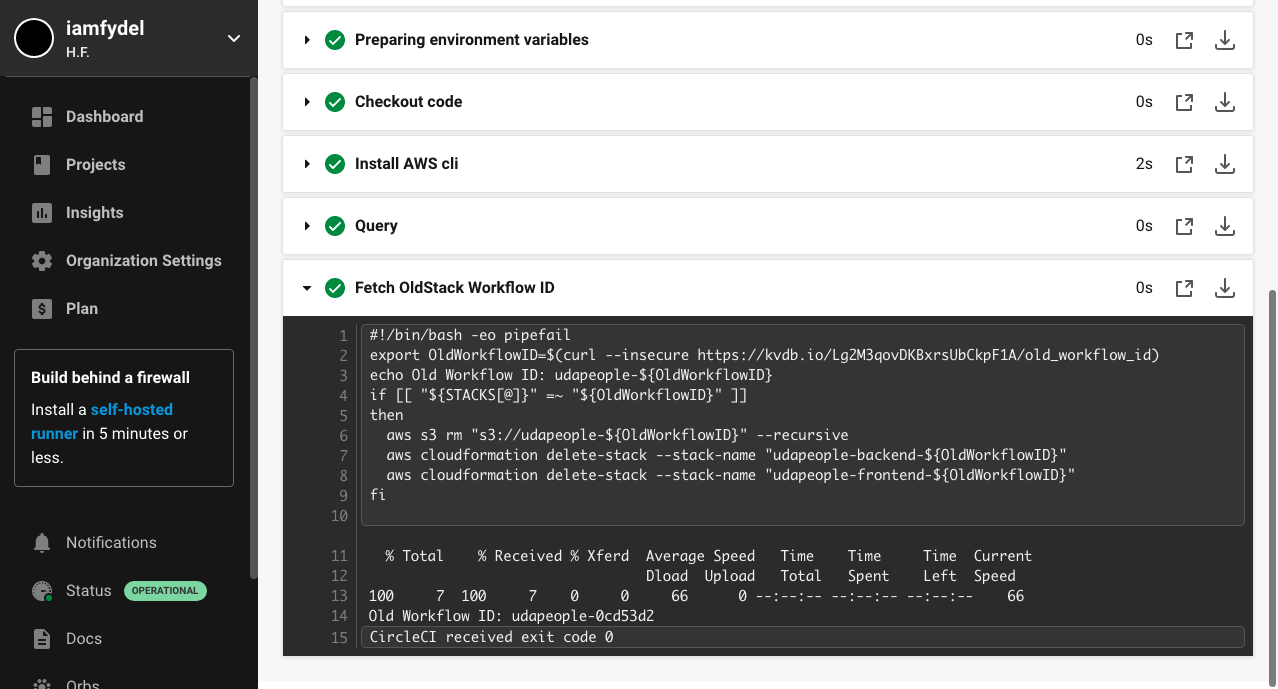 iamfydel
H.F.
Dashboard
Projects
Insights
Organization Settings
Plan
Build behind a firewall
Install a self-hosted
runner in 5 minutes or
less.
Notifications
Status OPERATIONAL
Docs
Orbs
Preparing environment variables 0s
Checkout code 0s
Install AWS cli 2s
Query 0s
Fetch OldStack Workflow ID 0s
1 #!/bin/bash -eo pipefail
2 export OldWorkflowID=$(curl --insecure https://kvdb.io/Lg2M3qovDKBxrsUbCkpF1A/old_workflow_id)
3 echo Old Workflow ID: udapeople-${OldWorkflowID}
4 if [[ "${STACKS[@]}" =~ "${OldWorkflowID}" ]]
5 then
6   aws s3 rm "s3://udapeople-${OldWorkflowID}" --recursive
7   aws cloudformation delete-stack --stack-name "udapeople-backend-${OldWorkflowID}"
8   aws cloudformation delete-stack --stack-name "udapeople-frontend-${OldWorkflowID}"
9 fi
10
11   % Total    % Received % Xferd  Average Speed   Time    Time     Time  Current
12                                  Dload  Upload   Total   Spent    Left  Speed
13 100     7  100     7    0     0     66      0 --:--:-- --:--:-- --:--:--    66
14 Old Workflow ID: udapeople-0cd53d2
15 CircleCI received exit code 0